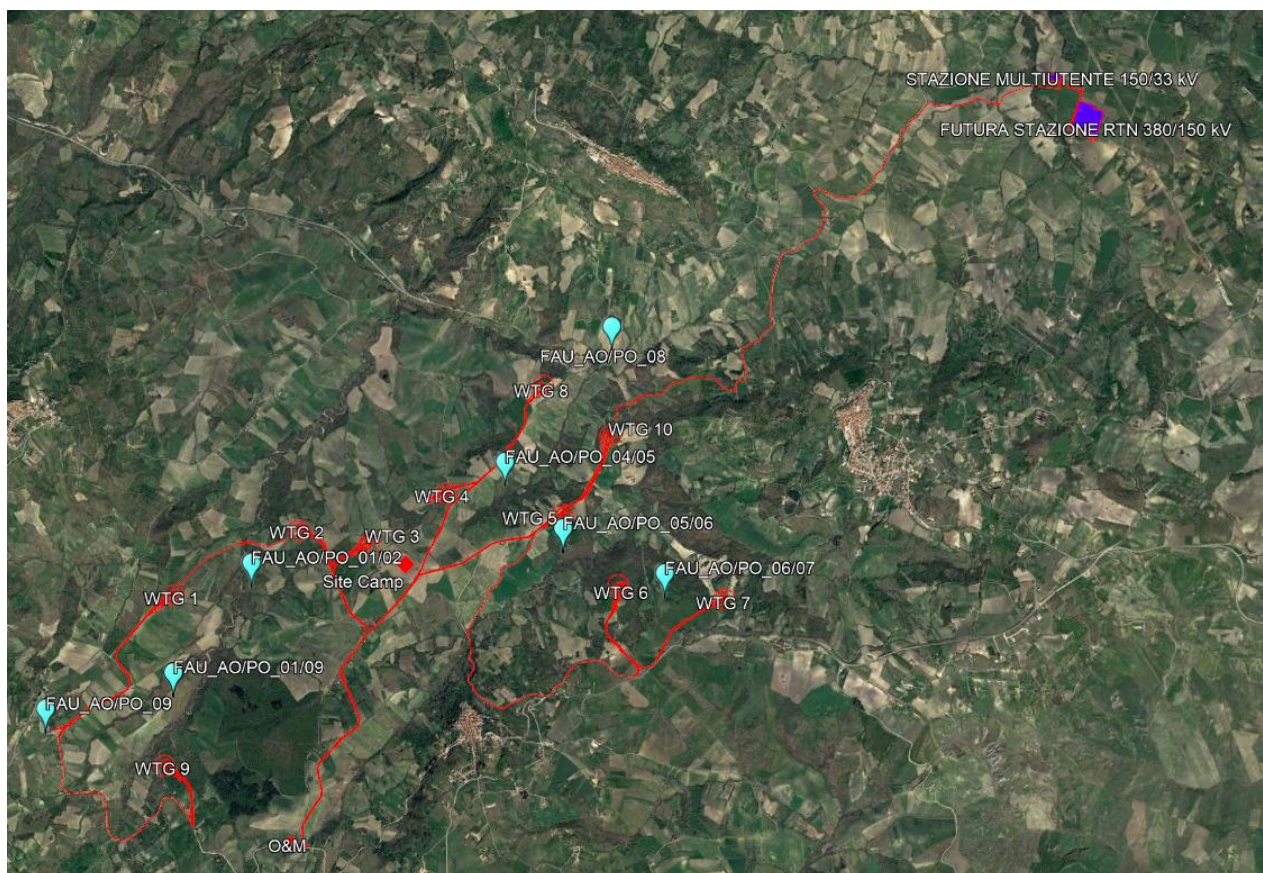 STAZIONE MULTIUTENTE 150/33 kV
FUTURA STAZIONE RTN 380/150 kV
FAU_AO/PO_08
WTG 8
WTG 10
FAU_AO/PO_04/05
WTG 4
WTG 5
FAU_AO/PO_05/06
WTG 2
WTG 3
FAU_AO/PO_01/02
Site Camp
FAU_AO/PO_06/07
WTG 6
WTG 7
WTG 1
FAU_AO/PO_01/09
FAU_AO/PO_09
WTG 9
O&M